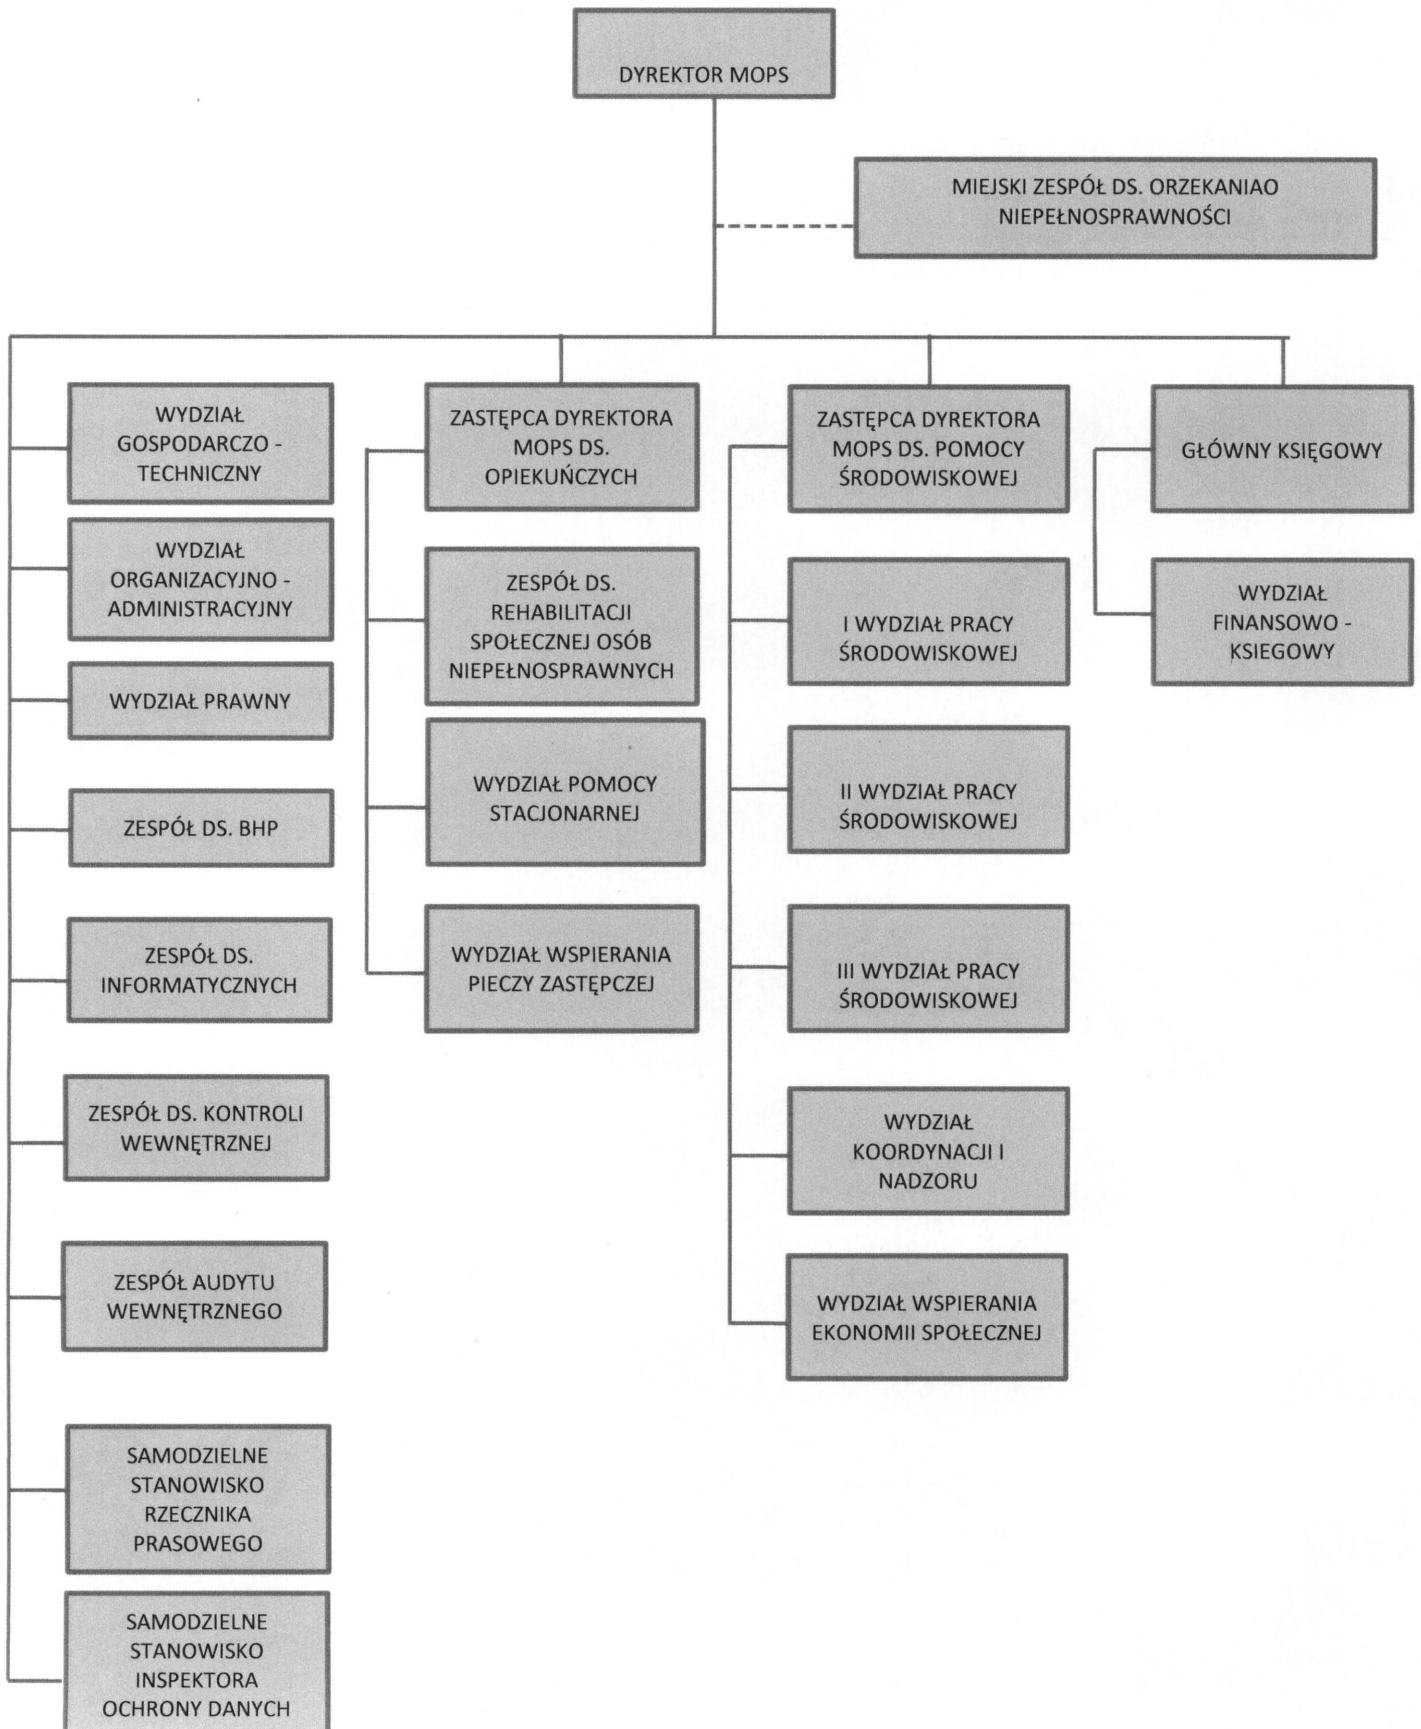 DYREKTOR MOPS
MIEJSKI ZESPÓŁ DS. ORZEKANIAO
NIEPEŁNOSPRAWNOŚCI
WYDZIAŁ
GOSPODARCZO -
TECHNICZNY
WYDZIAŁ
ORGANIZACYJNO -
ADMINISTRACYJNY
WYDZIAŁ PRAWNY
ZESPÓŁ DS. BHP
ZESPÓŁ DS.
INFORMATYCZNYCH
ZESPÓŁ DS. KONTROLI
WEWNĘTRZNEJ
ZESPÓŁ AUDYTU
WEWNĘTRZNEGO
SAMODZIELNE
STANOWISKO
RZECZNIKA
PRASOWEGO
SAMODZIELNE
STANOWISKO
INSPEKTORA
OCHRONY DANYCH
ZASTĘPCA DYREKTORA
MOPS DS.
OPIEKUŃCZYCH
ZESPÓŁ DS.
REHABILITACJI
SPOŁECZNEJ OSÓB
NIEPEŁNOSPRAWNYCH
WYDZIAŁ POMOCY
STACJONARNEJ
WYDZIAŁ WSPIERANIA
PIECZY ZASTĘPCZEJ
ZASTĘPCA DYREKTORA
MOPS DS. POMOCY
ŚRODOWISKOWEJ
I WYDZIAŁ PRACY
ŚRODOWISKOWEJ
II WYDZIAŁ PRACY
ŚRODOWISKOWEJ
III WYDZIAŁ PRACY
ŚRODOWISKOWEJ
WYDZIAŁ
KOORDYNACJI I
NADZORU
WYDZIAŁ WSPIERANIA
EKONOMII SPOŁECZNEJ
GŁÓWNY KSIĘGOWY
WYDZIAŁ
FINANSOWO -
KSIEGOWY